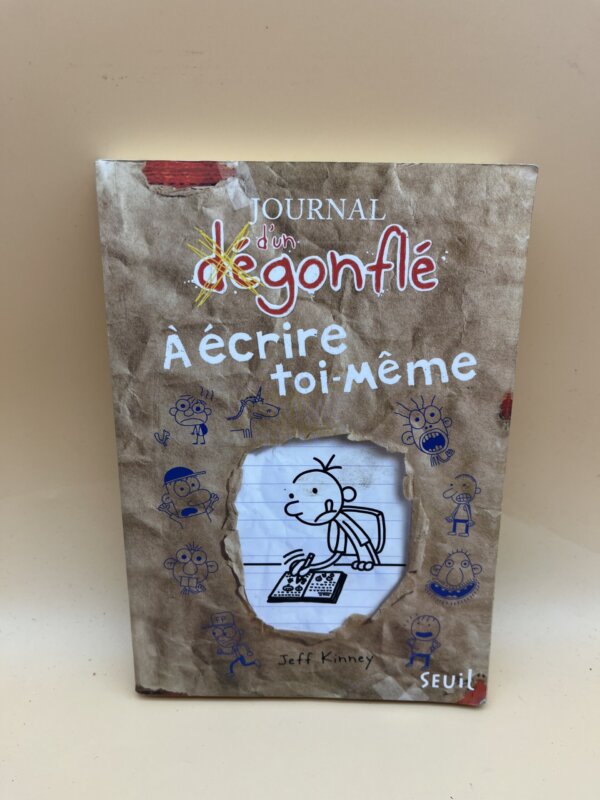 JOURNAL
d'un
dégonflé
À écrire
toi-même
Jeff Kinney
SEUIL